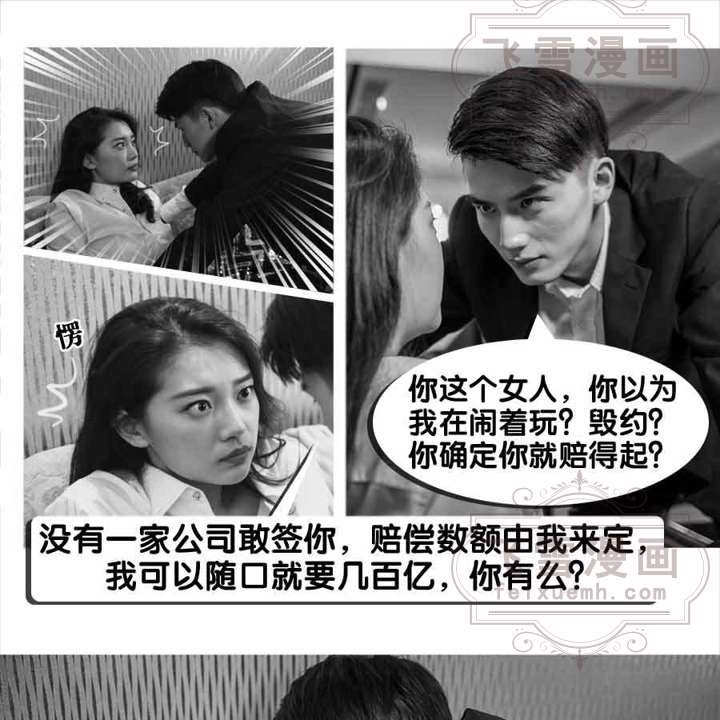 飞雪漫画
愣
你这个女人，你以为
我在闹着玩？毁约？
你确定你就赔得起？
没有一家公司敢签你，赔偿数额由我来定，
我可以随口就要几百亿，你有么？
飞雪漫画
feixuemh.com